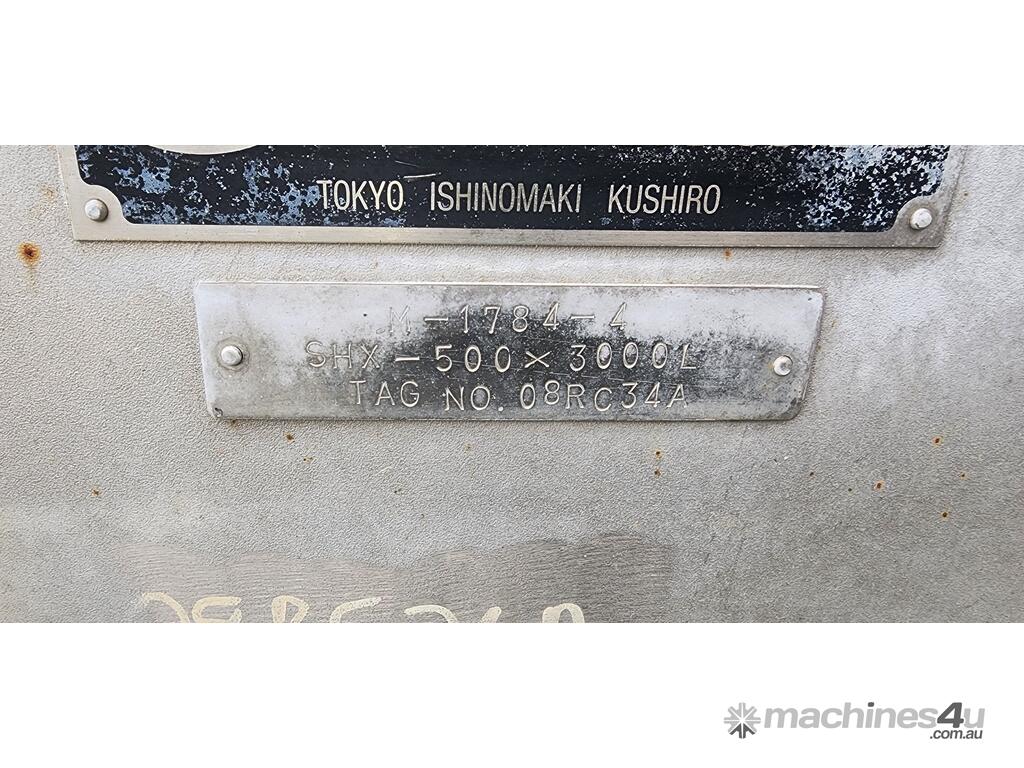 TOKYO ISHINOMAKI KUSHIRO
M-1784-4
SHX-500×3000L
TAG NO. 08RC34A
machines4u
.com.au